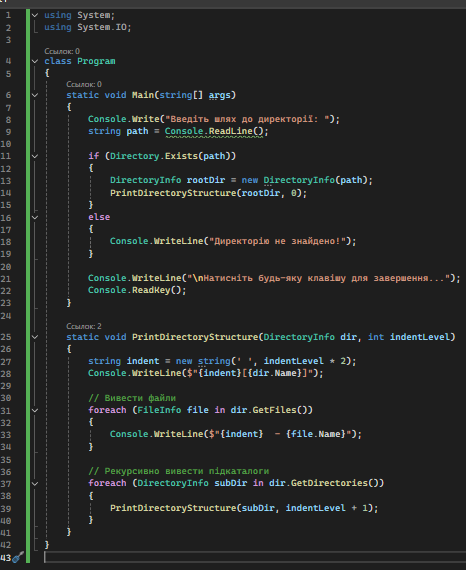 1 using System;
2 using System.IO;
3
Ссылок: 0
4 class Program
5 {
Ссылок: 0
6     static void Main(string[] args)
7     {
8         Console.Write("Введіть шлях до директорії: ");
9         string path = Console.ReadLine();
10
11         if (Directory.Exists(path))
12         {
13             DirectoryInfo rootDir = new DirectoryInfo(path);
14             PrintDirectoryStructure(rootDir, 0);
15         }
16         else
17         {
18             Console.WriteLine("Директорію не знайдено!");
19         }
20
21         Console.WriteLine("\nНатисніть будь-яку клавішу для завершення...");
22         Console.ReadKey();
23     }
24
Ссылок: 2
25     static void PrintDirectoryStructure(DirectoryInfo dir, int indentLevel)
26     {
27         string indent = new string(' ', indentLevel * 2);
28         Console.WriteLine($"{indent}[{dir.Name}]");
29
30         // Вивести файли
31         foreach (FileInfo file in dir.GetFiles())
32         {
33             Console.WriteLine($"{indent}  - {file.Name}");
34         }
35
36         // Рекурсивно вивести підкаталоги
37         foreach (DirectoryInfo subDir in dir.GetDirectories())
38         {
39             PrintDirectoryStructure(subDir, indentLevel + 1);
40         }
41     }
42 }
43